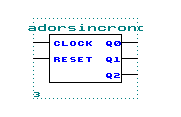 adorsincrono
CLOCK Q0
RESET Q1
Q2
3